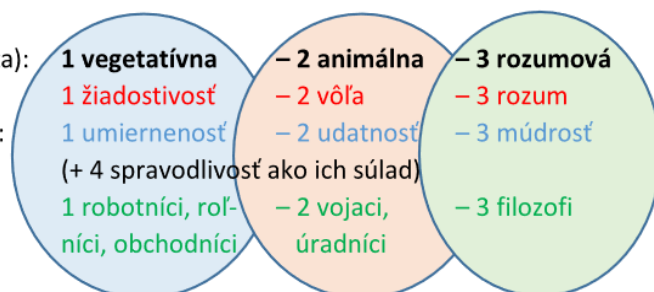 ta): 1 vegetatívna – 2 animálna – 3 rozumová
1 žiadostivosť – 2 vôľa – 3 rozum
: 1 umiernenosť – 2 udatnosť – 3 múdrosť
(+ 4 spravodlivosť ako ich súlad)
1 robotníci, roľ- – 2 vojaci, – 3 filozofi
níci, obchodníci úradníci